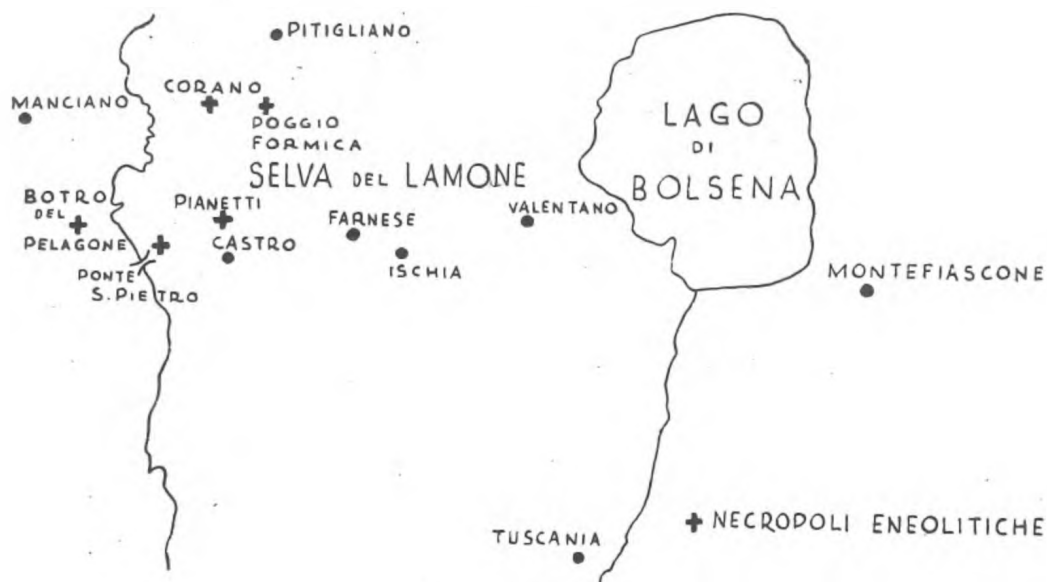 PITIGLIANO
CORANO
MANCIANO
POGGIO
FORMICA
LAGO
DI
BOLSENA
SELVA DEL LAMONE
BOTRO
DEL
PELAGONE
PIANETTI
CASTRO
FARNESE
ISCHIA
VALENTANO
PONTE
S. PIETRO
MONTEFIASCONE
TUSCANIA
NECROPOLI ENEOLITICHE